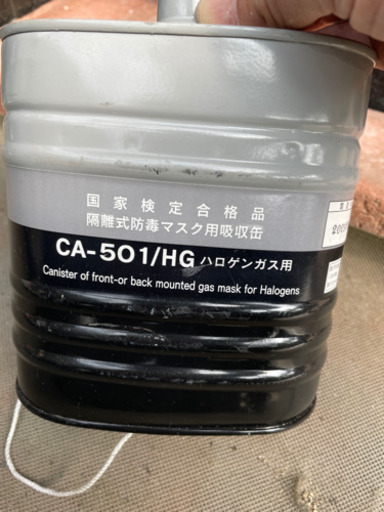 国家検定合格品
隔離式防毒マスク用吸収缶
CA-501/HG ハロゲンガス用
Canister of front-or back mounted gas mask for Halogens